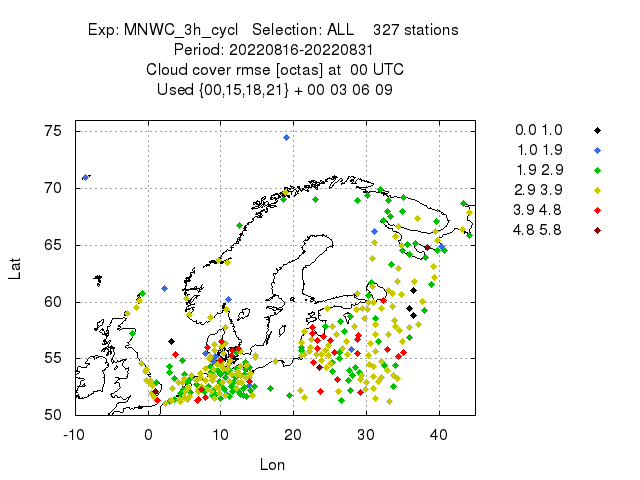 Exp: MNWC_3h_cycl Selection: ALL 327 stations
Period: 20220816-20220831
Cloud cover rmse [octas] at 00 UTC
Used {00,15,18,21} + 00 03 06 09
75
70
65
60
55
50
Lat
-10 0 10 20 30 40
Lon
0.0 1.0
1.0 1.9
1.9 2.9
2.9 3.9
3.9 4.8
4.8 5.8